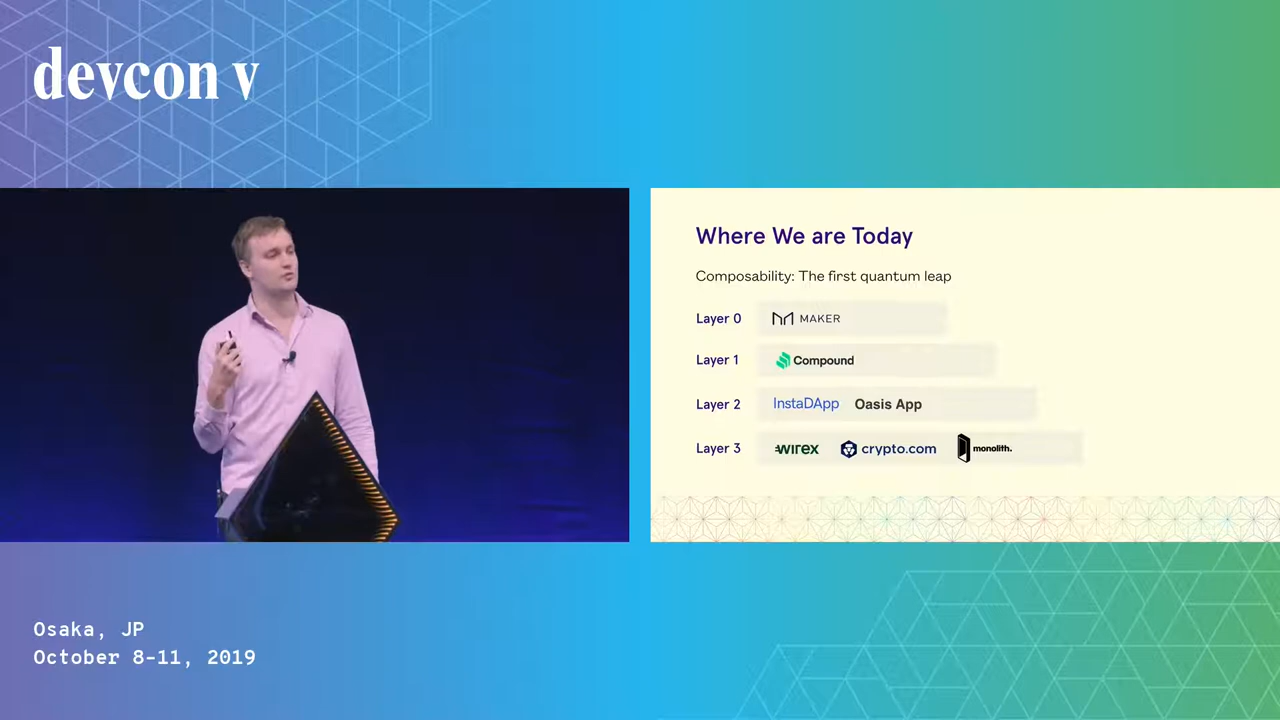 devcon v
Where We are Today
Composability: The first quantum leap
Layer 0 MAKER
Layer 1 Compound
Layer 2 InstaDApp Oasis App
Layer 3 wirex crypto.com monolith.
Osaka, JP
October 8-11, 2019